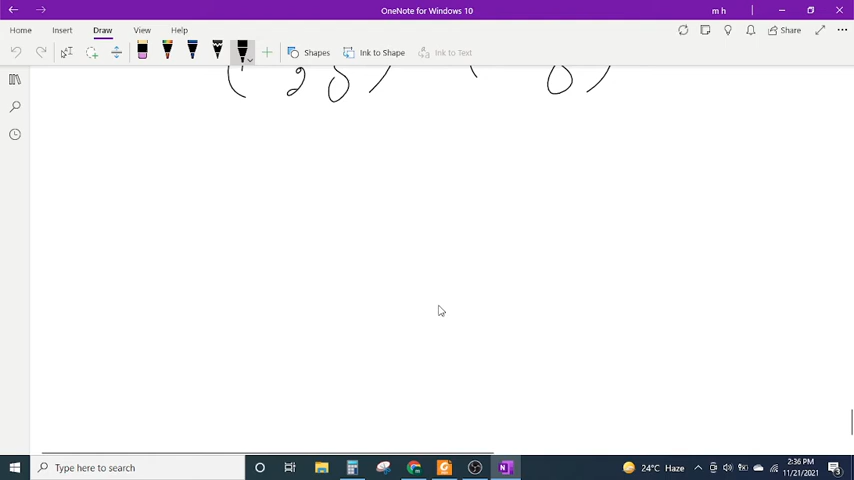 OneNote for Windows 10
m h
Home Insert Draw View Help
Share
Shapes Ink to Shape Ink to Text
Type here to search
24°C Haze
2:36 PM
11/21/2021
3